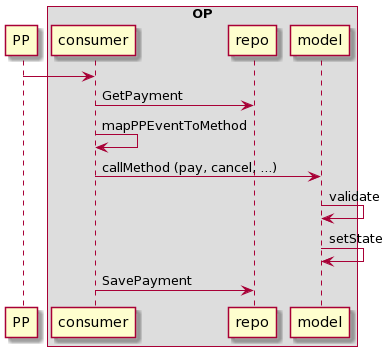 OP
PP consumer repo model
GetPayment
mapPPEventToMethod
callMethod (pay, cancel, ...)
validate
setState
SavePayment
PP consumer repo model